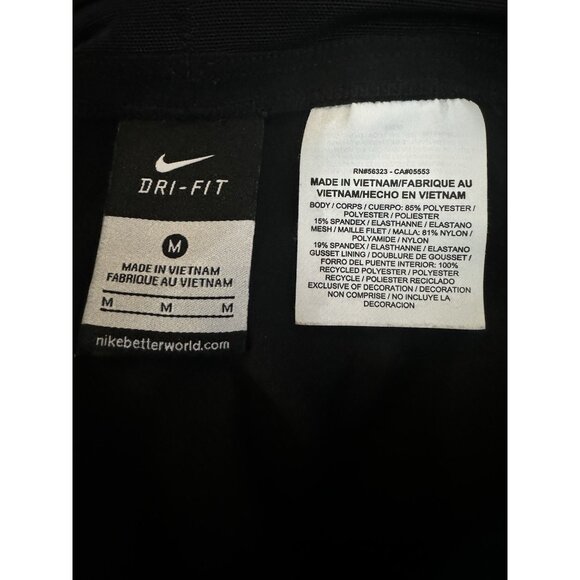 DRI-FIT
M
MADE IN VIETNAM
FABRIQUE AU VIETNAM
M M M
nikebetterworld.com
RN#56323 - CA#05553
MADE IN VIETNAM/FABRIQUE AU
VIETNAM/HECHO EN VIETNAM
BODY / CORPS / CUERPO: 85% POLYESTER
/ POLYESTER / POLIESTER
15% SPANDEX / ELASTHANNE / ELASTANO
MESH / MAILLE FILET / MALLA: 81% NYLON /
POLYAMIDE / NYLON
19% SPANDEX / ELASTHANNE / ELASTANO
GUSSET LINING / DOUBLURE DE GOUSSET /
FORRO DEL PUENTE INTERIOR: 100%
RECYCLED POLYESTER / POLYESTER
RECYCLE / POLIESTER RECICLADO
EXCLUSIVE OF DECORATION / DECORATION
NON COMPRISE / NO INCLUYE LA
DECORACION